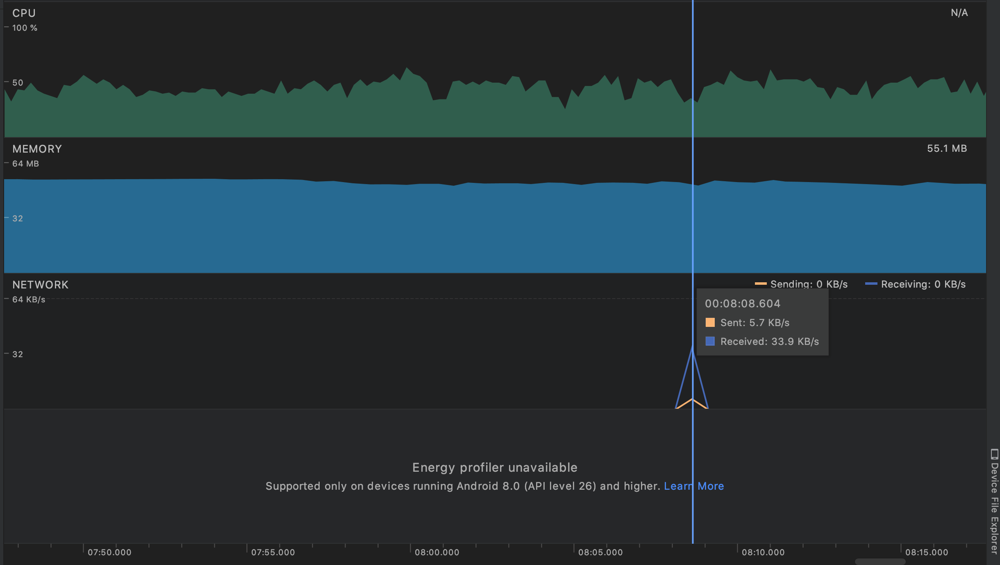 CPU
N/A
100 %
50
MEMORY
55.1 MB
64 MB
32
NETWORK
Sending: 0 KB/s
Receiving: 0 KB/s
64 KB/s
00:08:08.604
Sent: 5.7 KB/s
Received: 33.9 KB/s
32
Energy profiler unavailable
Supported only on devices running Android 8.0 (API level 26) and higher. Learn More
Device File Explorer
07:50.000
07:55.000
08:00.000
08:05.000
08:10.000
08:15.000